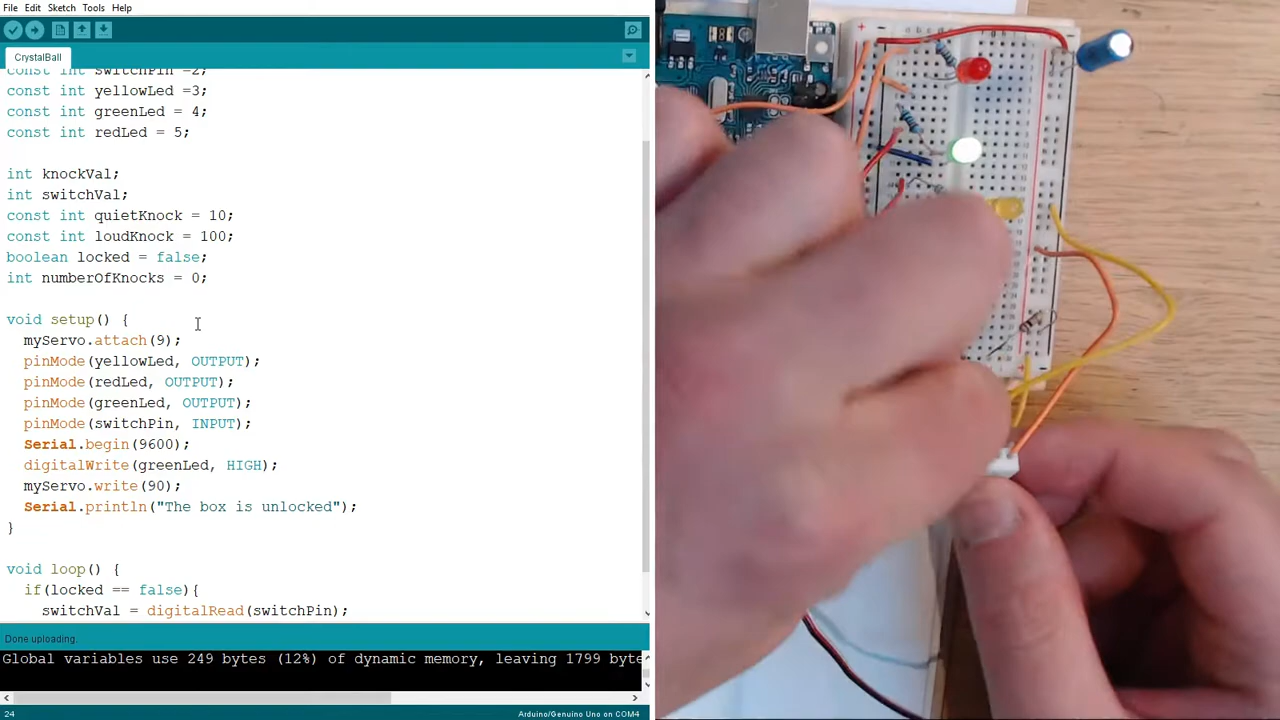 File Edit Sketch Tools Help
CrystalBall
const int switchPin =2;
const int yellowLed =3;
const int greenLed = 4;
const int redLed = 5;
int knockVal;
int switchVal;
const int quietKnock = 10;
const int loudKnock = 100;
boolean locked = false;
int numberOfKnocks = 0;
void setup() {
myServo.attach(9);
pinMode(yellowLed, OUTPUT);
pinMode(redLed, OUTPUT);
pinMode(greenLed, OUTPUT);
pinMode(switchPin, INPUT);
Serial.begin(9600);
digitalWrite(greenLed, HIGH);
myServo.write(90);
Serial.println("The box is unlocked");
}
void loop() {
if(locked == false){
switchVal = digitalRead(switchPin);
Done uploading.
Global variables use 249 bytes (12%) of dynamic memory, leaving 1799 byte
24
Arduino/Genuino Uno on COM4